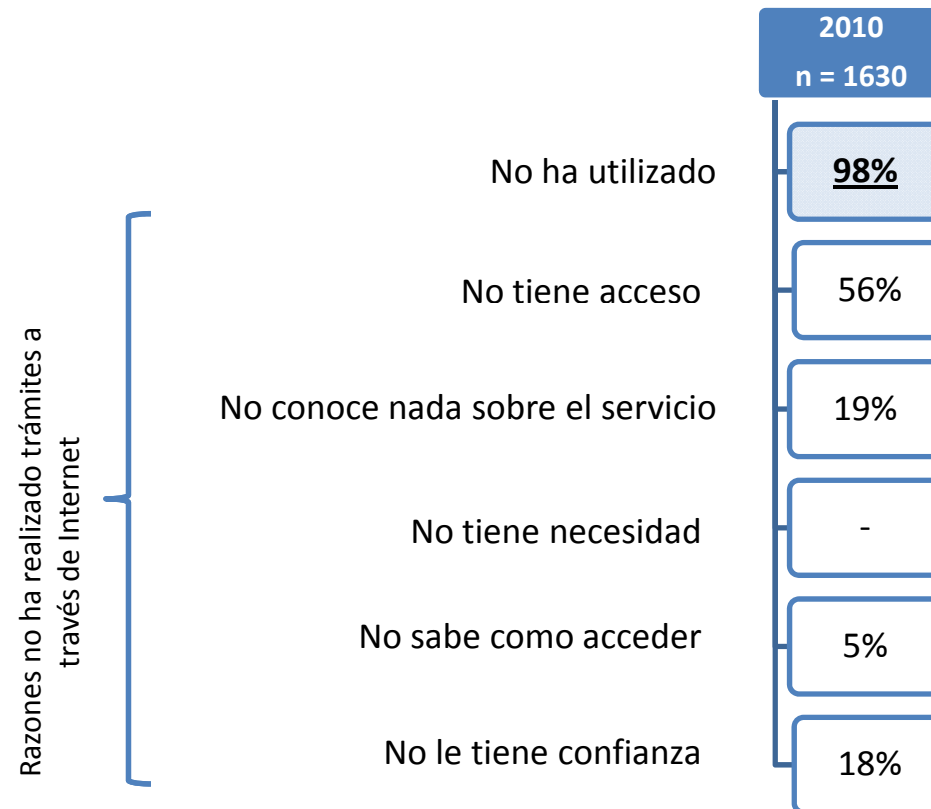 2010
n = 1630
No ha utilizado
98%
No tiene acceso
56%
No conoce nada sobre el servicio
19%
No tiene necesidad
-
No sabe como acceder
5%
No le tiene confianza
18%
Razones no ha realizado trámites a
través de Internet